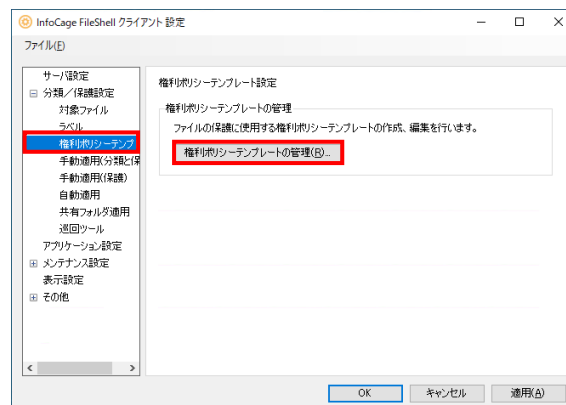 InfoCage FileShell クライアント 設定
ファイル(F)
サーバ設定
分類／保護設定
対象ファイル
ラベル
権利ポリシーテンプ
手動適用(分類と保
手動適用(保護)
自動適用
共有フォルダ適用
巡回ツール
アプリケーション設定
メンテナンス設定
表示設定
その他
権利ポリシーテンプレート設定
権利ポリシーテンプレートの管理
ファイルの保護に使用する権利ポリシーテンプレートの作成、編集を行います。
権利ポリシーテンプレートの管理(R)...
OK キャンセル 適用(A)